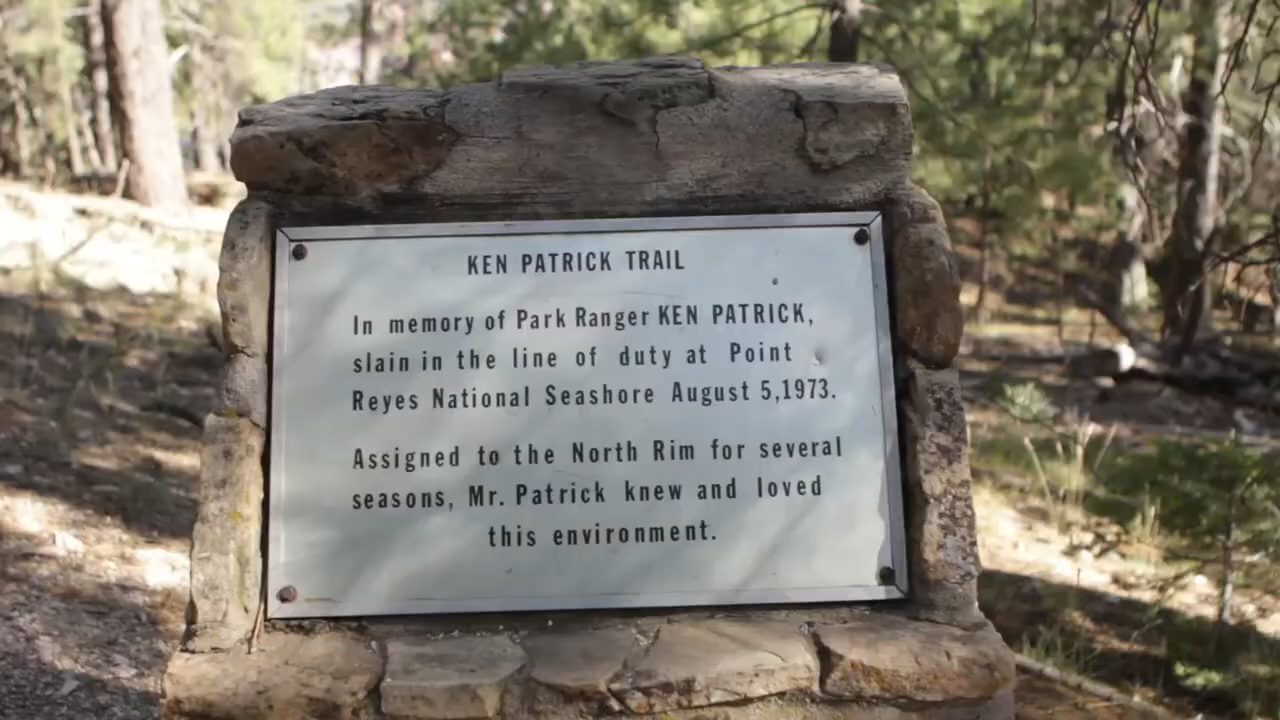 KEN PATRICK TRAIL
In memory of Park Ranger KEN PATRICK,
slain in the line of duty at Point
Reyes National Seashore August 5,1973.
Assigned to the North Rim for several
seasons, Mr. Patrick knew and loved
this environment.